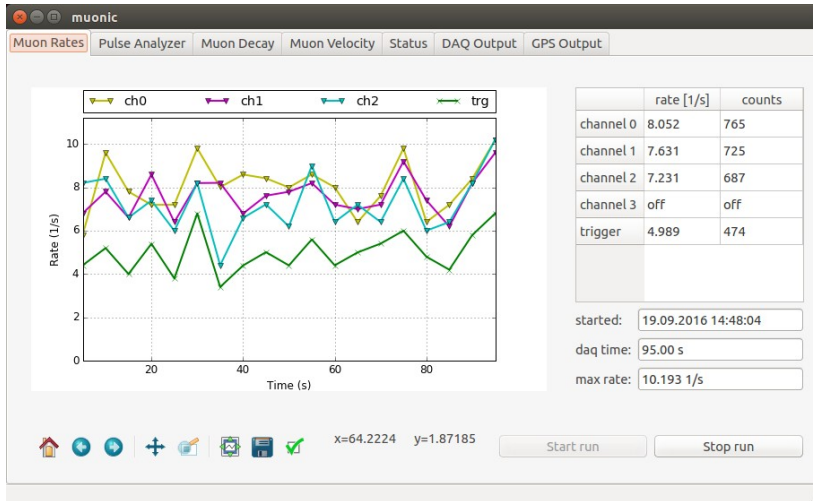 muonic
Muon Rates Pulse Analyzer Muon Decay Muon Velocity Status DAQ Output GPS Output
ch0 ch1 ch2 trg
10
8
6
4
2
0
Rate (1/s)
20 40 60 80
Time (s)
rate [1/s] counts
channel 0 8.052 765
channel 1 7.631 725
channel 2 7.231 687
channel 3 off off
trigger 4.989 474
started: 19.09.2016 14:48:04
daq time: 95.00 s
max rate: 10.193 1/s
x=64.2224 y=1.87185
Start run Stop run